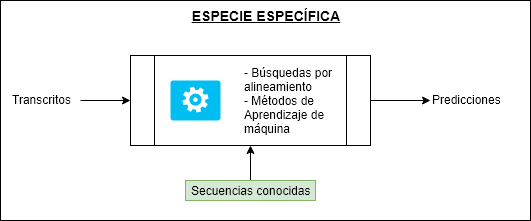 ESPECIE ESPECÍFICA
Transcritos
- Búsquedas por
alineamiento
- Métodos de
Aprendizaje de
máquina
Predicciones
Secuencias conocidas